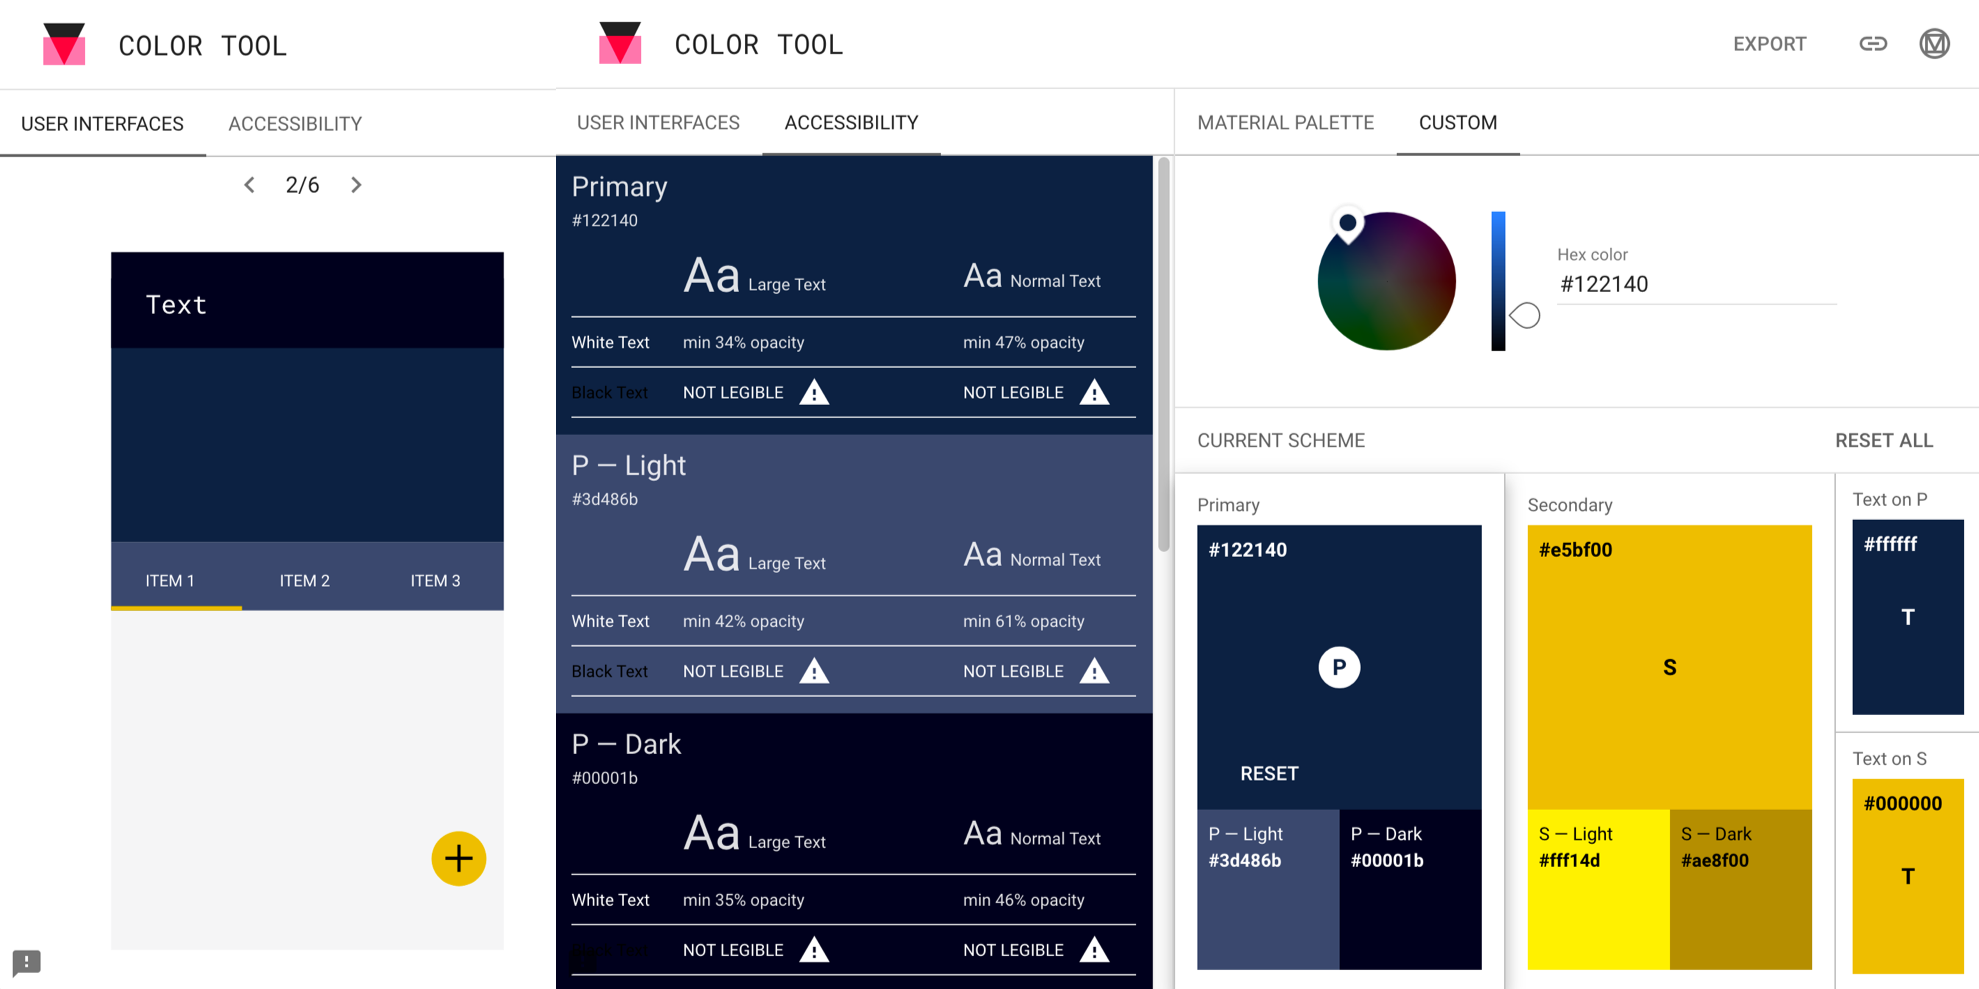 COLOR TOOL
USER INTERFACES ACCESSIBILITY
2/6
Text
ITEM 1 ITEM 2 ITEM 3
COLOR TOOL
EXPORT
USER INTERFACES ACCESSIBILITY
Primary
#122140
Aa Large Text Aa Normal Text
White Text min 34% opacity min 47% opacity
Black Text NOT LEGIBLE NOT LEGIBLE
P — Light
#3d486b
Aa Large Text Aa Normal Text
White Text min 42% opacity min 61% opacity
Black Text NOT LEGIBLE NOT LEGIBLE
P — Dark
#00001b
Aa Large Text Aa Normal Text
White Text min 35% opacity min 46% opacity
NOT LEGIBLE NOT LEGIBLE
MATERIAL PALETTE CUSTOM
Hex color
#122140
CURRENT SCHEME RESET ALL
Primary
#122140
P
RESET
P — Light
#3d486b
P — Dark
#00001b
Secondary
#e5bf00
S
S — Light
#fff14d
S — Dark
#ae8f00
Text on P
#ffffff
T
Text on S
#000000
T